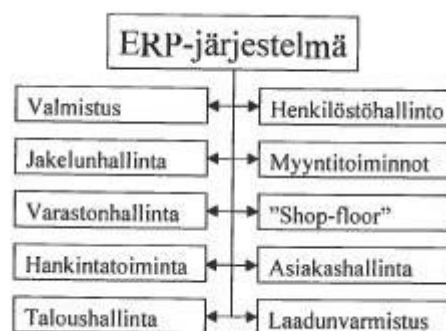 ERP-järjestelmä
Valmistus
Henkilöstöhallinto
Jakelunhallinta
Myyntitoiminnot
Varastonhallinta
"Shop-floor"
Hankintatoiminta
Asiakashallinta
Taloushallinta
Laadunvarmistus